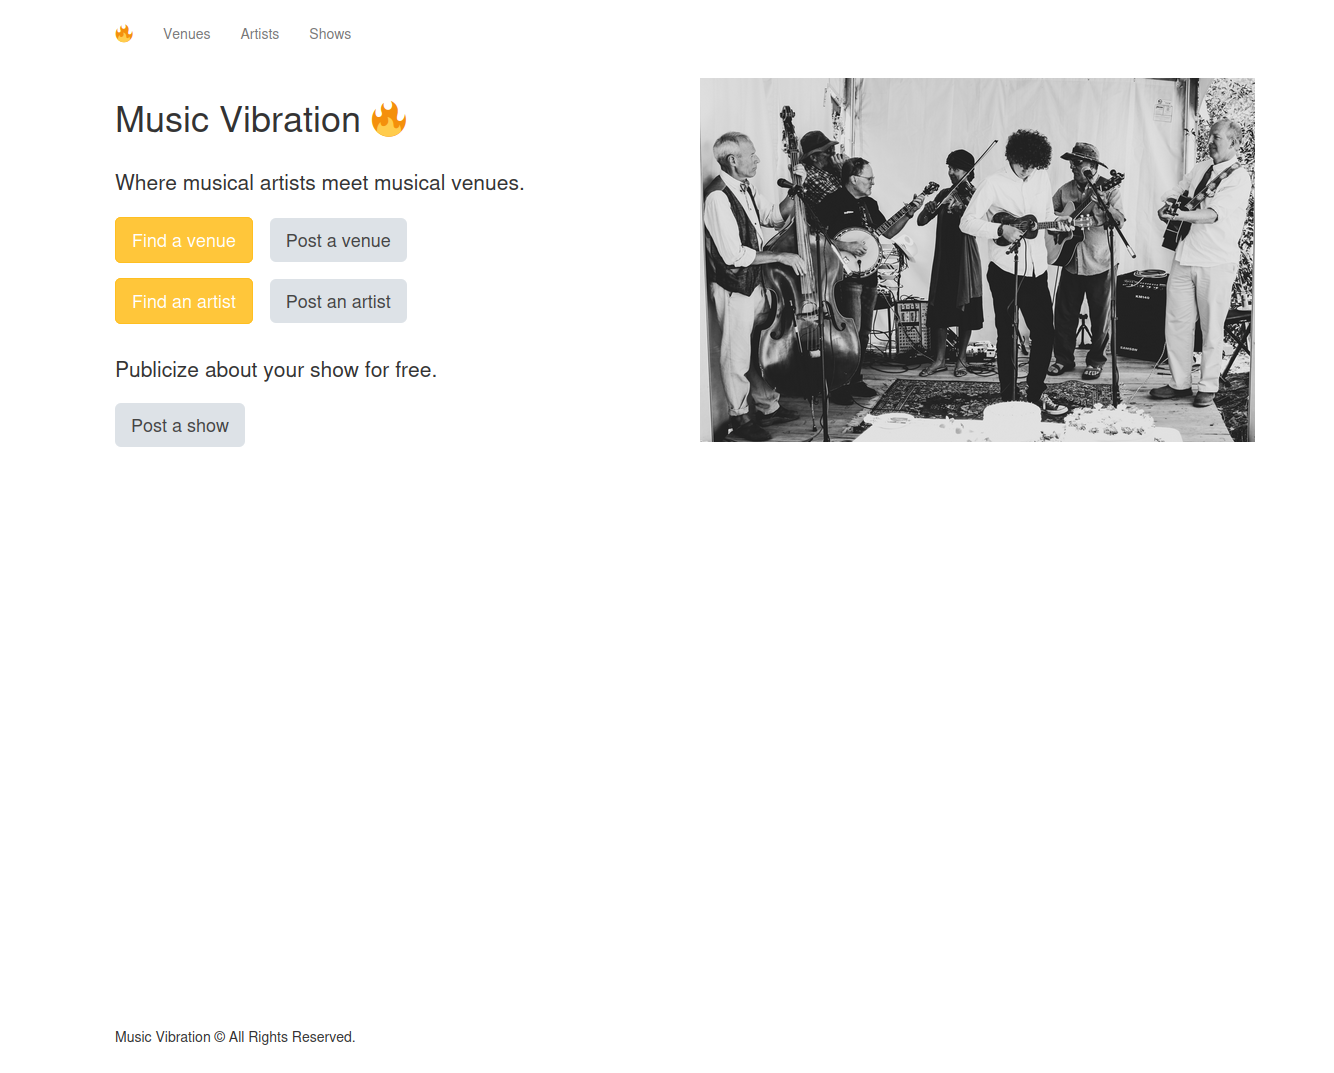 Venues Artists Shows
Music Vibration 🔥
Where musical artists meet musical venues.
Find a venue Post a venue
Find an artist Post an artist
Publicize about your show for free.
Post a show
Music Vibration © All Rights Reserved.